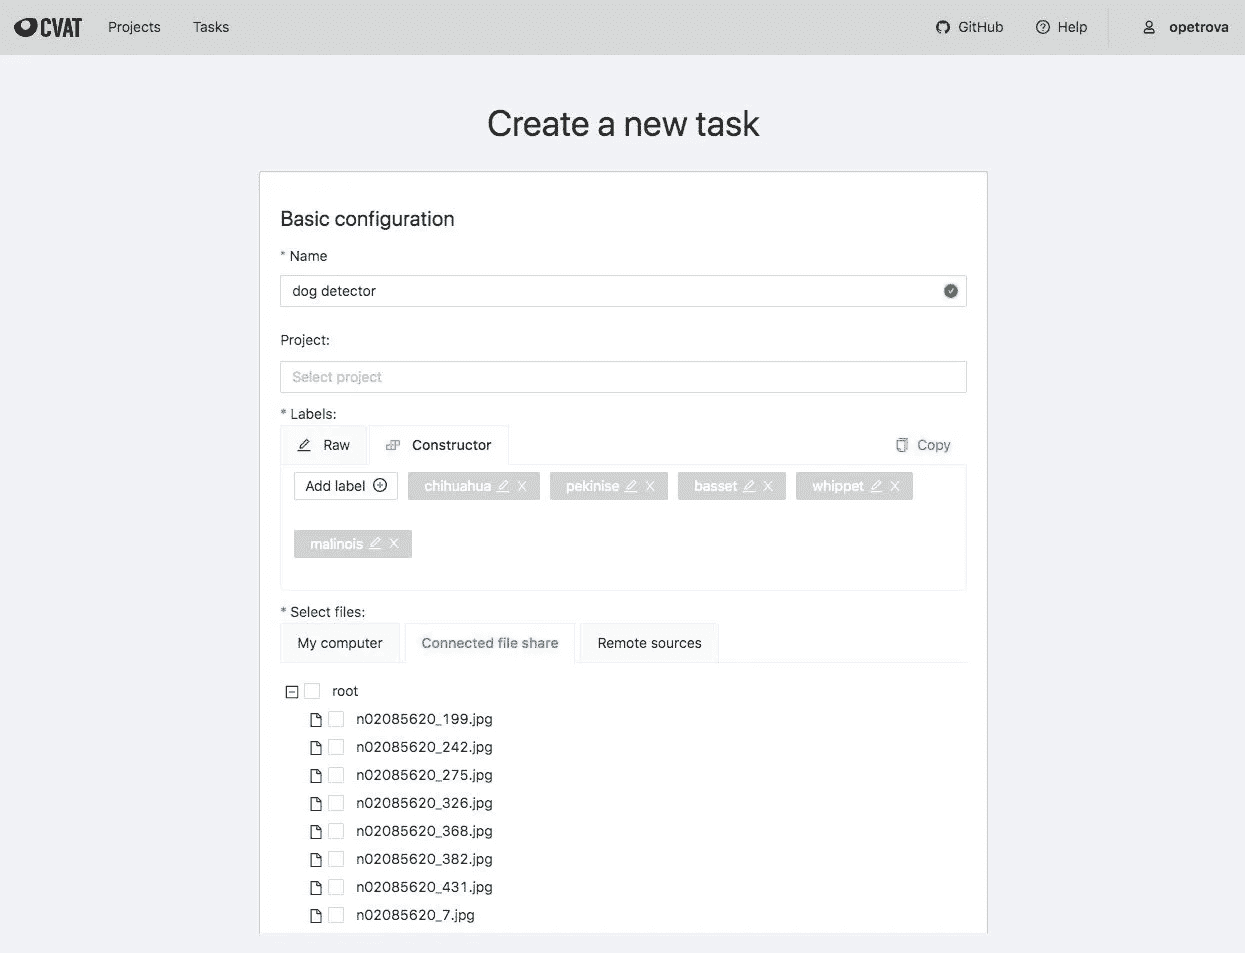 CVAT Projects Tasks GitHub Help opetrova
Create a new task
Basic configuration
* Name
dog detector
Project:
Select project
* Labels:
Raw Constructor Copy
Add label chihuahua pekinise basset whippet
malinois
* Select files:
My computer Connected file share Remote sources
root
n02085620_199.jpg
n02085620_242.jpg
n02085620_275.jpg
n02085620_326.jpg
n02085620_368.jpg
n02085620_382.jpg
n02085620_431.jpg
n02085620_7.jpg